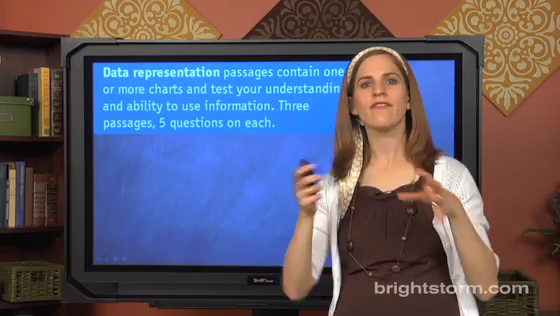 Data representation passages contain one
or more charts and test your understanding
and ability to use information. Three
passages, 5 questions on each.
brightstorm.com